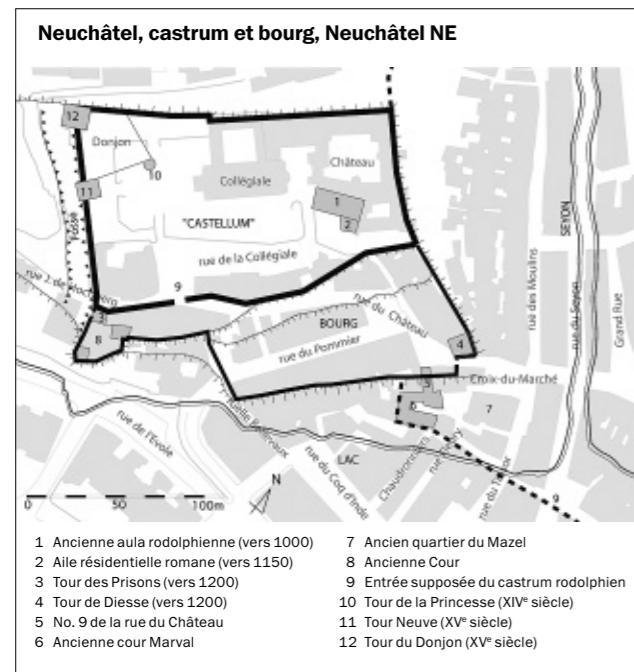 Neuchâtel, castrum et bourg, Neuchâtel NE
12
Donjon
10
11
Fossé
Collégiale
Château
1
2
"CASTELLUM"
rue de la Collégiale
9
rue J. de
3
8
BOURG
rue du Château
rue du Pommier
4
5
6
7
Croix-du-Marché
rue des Moulins
SEYON
rue du Seyon
Grand Rue
rue de l'Évole
LAC
rue du Coq d'Inde
Chaudronniers
9
N
0 50 100m
1 Ancienne aula rodolphienne (vers 1000)
2 Aile résidentielle romane (vers 1150)
3 Tour des Prisons (vers 1200)
4 Tour de Diesse (vers 1200)
5 No. 9 de la rue du Château
6 Ancienne cour Marval
7 Ancien quartier du Mazel
8 Ancienne Cour
9 Entrée supposée du castrum rodolphien
10 Tour de la Princesse (XIVe siècle)
11 Tour Neuve (XVe siècle)
12 Tour du Donjon (XVe siècle)